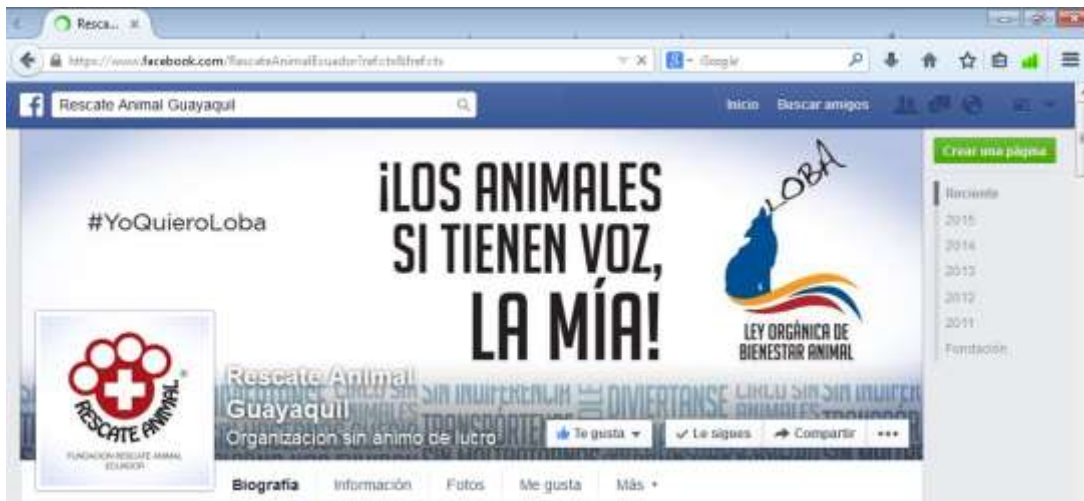 Resca...
https://www.facebook.com/RescateAnimalEcuador?ref=ts&fref=ts
Google
Rescate Animal Guayaquil
Inicio Buscar amigos
Crear una página
Reciente
2015
2014
2013
2012
2011
Fundación
#YoQuieroLoba
¡LOS ANIMALES
SI TIENEN VOZ,
LA MÍA!
LOBA
LEY ORGÁNICA DE
BIENESTAR ANIMAL
RESCATE ANIMAL
FUNDACION RESCATE ANIMAL
ECUADOR
Rescate Animal
Guayaquil
Organizacion sin animo de lucro
Te gusta
Le sigues
Compartir
Biografía Información Fotos Me gusta Más